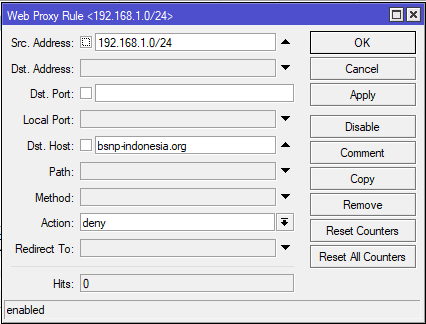 Web Proxy Rule <192.168.1.0/24>
Src. Address: 192.168.1.0/24 OK
Dst. Address: Cancel
Dst. Port: Apply
Local Port: Disable
Dst. Host: bsnp-indonesia.org Comment
Path: Copy
Method: Remove
Action: deny Reset Counters
Redirect To: Reset All Counters
Hits: 0
enabled